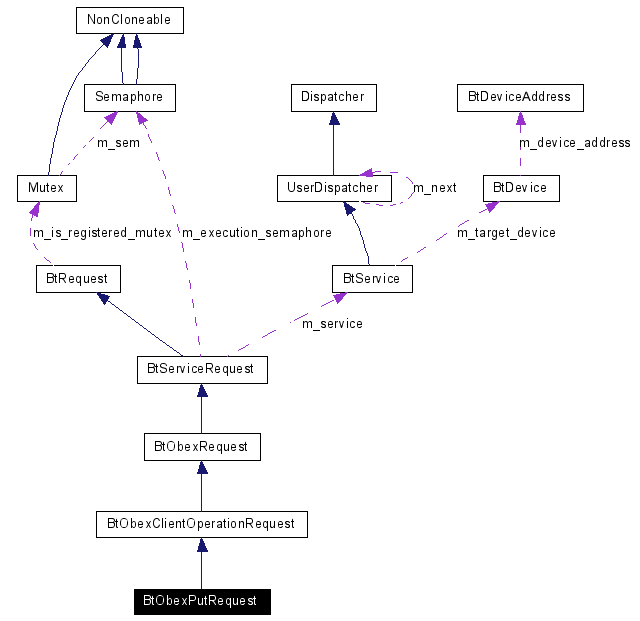 NonCloneable
Semaphore
Dispatcher
BtDeviceAddress
m_sem
m_device_address
Mutex
UserDispatcher
m_next
BtDevice
m_is_registered_mutex
m_execution_semaphore
m_target_device
BtRequest
BtService
m_service
BtServiceRequest
BtObexRequest
BtObexClientOperationRequest
BtObexPutRequest